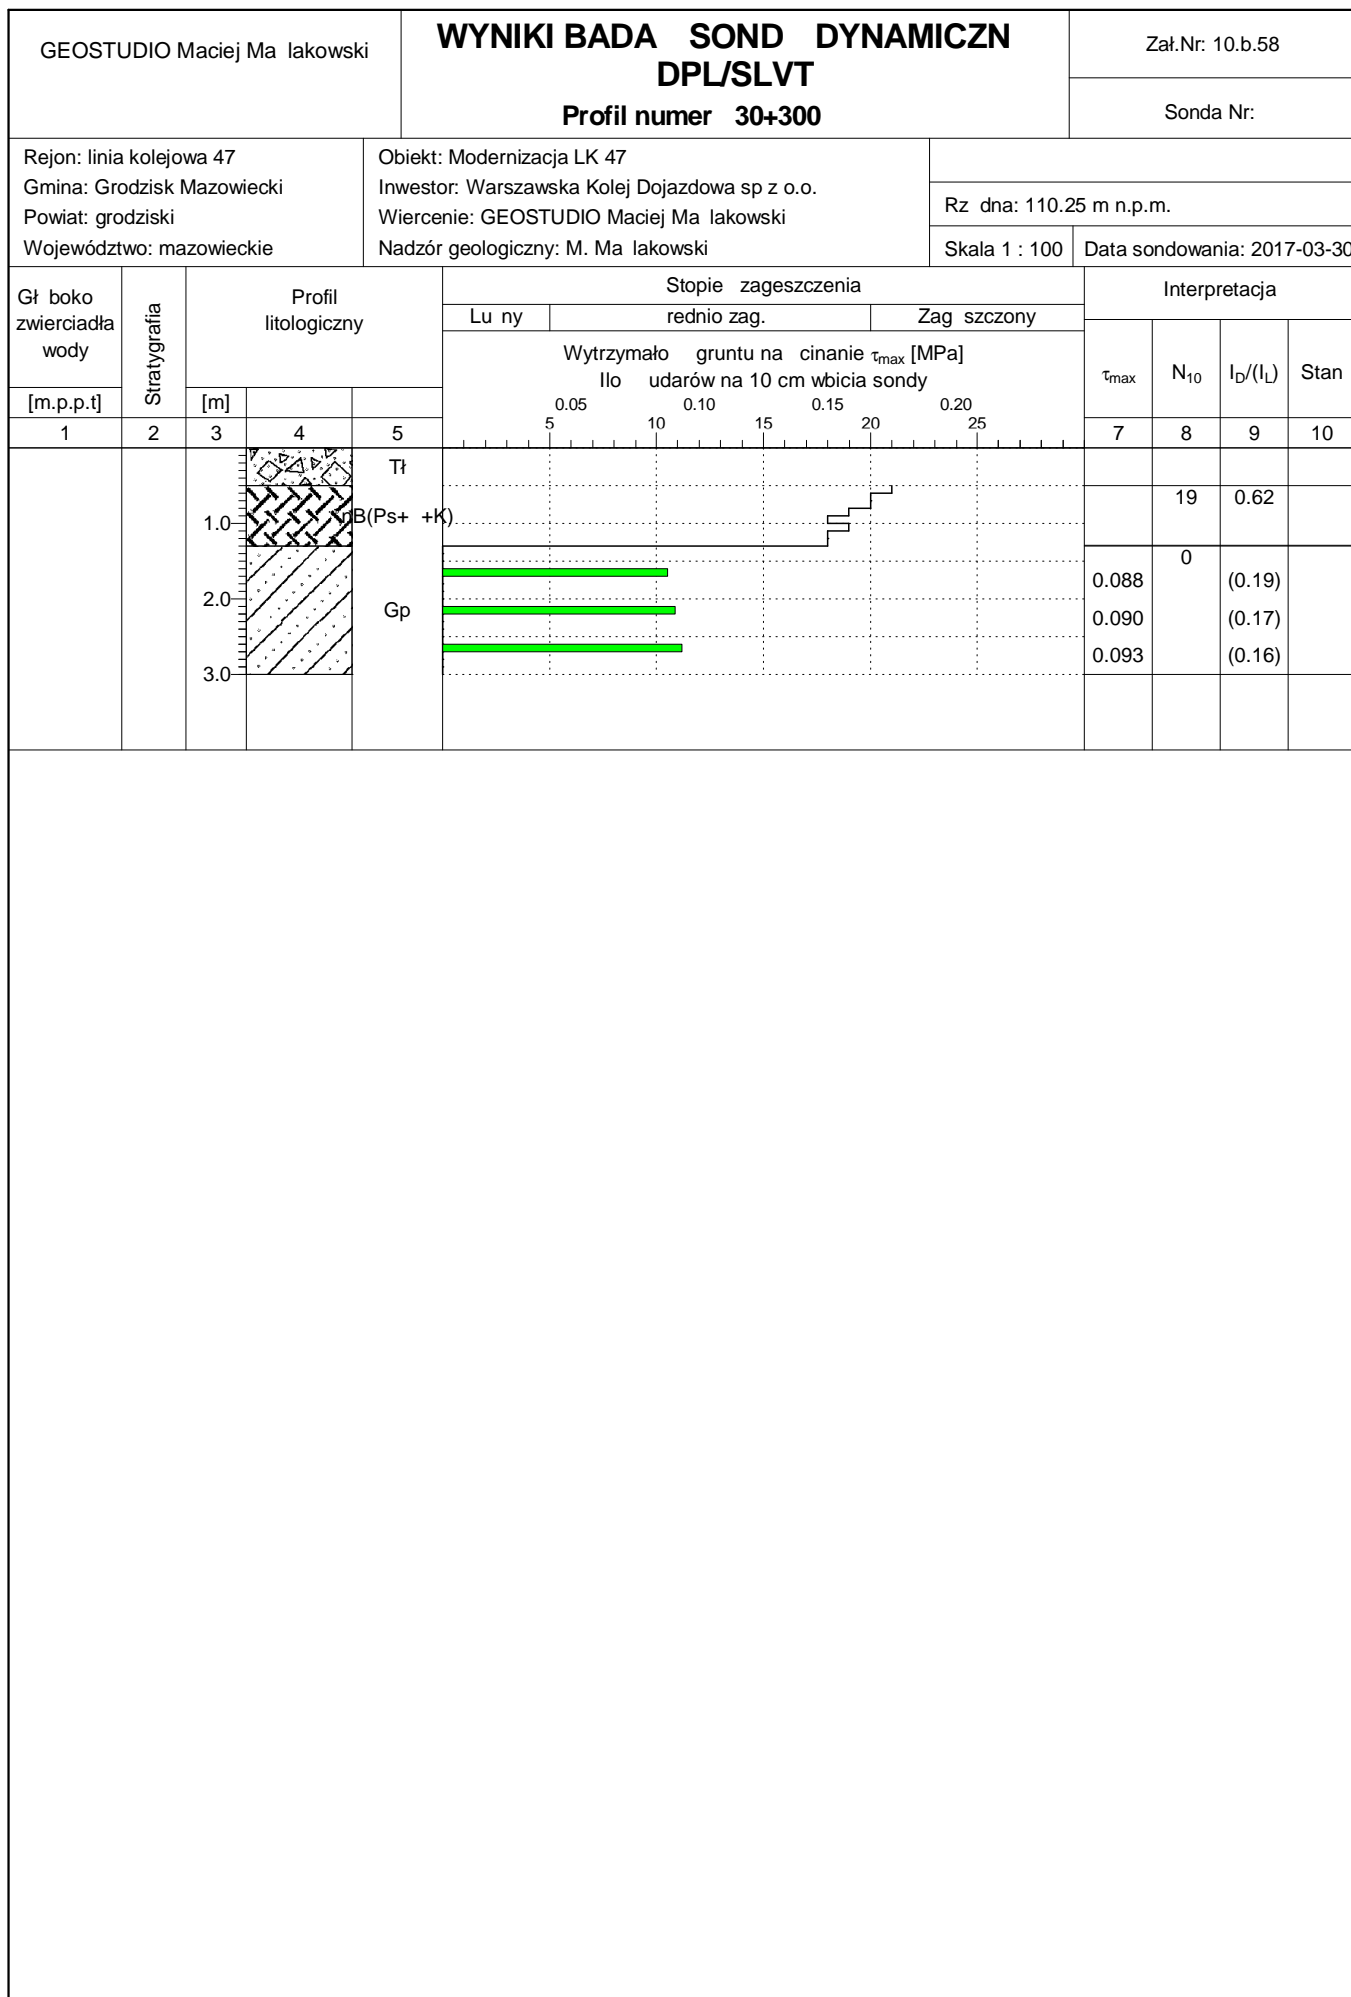 GEOSTUDIO Maciej Ma lakowski
WYNIKI BADA SOND DYNAMICZN
DPL/SLVT
Profil numer 30+300
Zał.Nr: 10.b.58
Sonda Nr:
Rejon: linia kolejowa 47
Gmina: Grodzisk Mazowiecki
Powiat: grodziski
Województwo: mazowieckie
Obiekt: Modernizacja LK 47
Inwestor: Warszawska Kolej Dojazdowa sp z o.o.
Wiercenie: GEOSTUDIO Maciej Ma lakowski
Nadzór geologiczny: M. Ma lakowski
Rz dna: 110.25 m n.p.m.
Skala 1 : 100
Data sondowania: 2017-03-30
Gł boko
zwierciadła
wody
[m.p.p.t]
Stratygrafia
Profil
litologiczny
[m]
Stopie zageszczenia
Lu ny
rednio zag.
Zag szczony
Wytrzymało gruntu na cinanie τmax [MPa]
Ilo udarów na 10 cm wbicia sondy
0.05 0.10 0.15 0.20
5 10 15 20 25
Interpretacja
τmax N10 ID/(IL) Stan
1 2 3 4 5 7 8 9 10
Tł
19 0.62
1.0
nB(Ps+ +K)
0
0.088 (0.19)
2.0
Gp
0.090 (0.17)
0.093 (0.16)
3.0